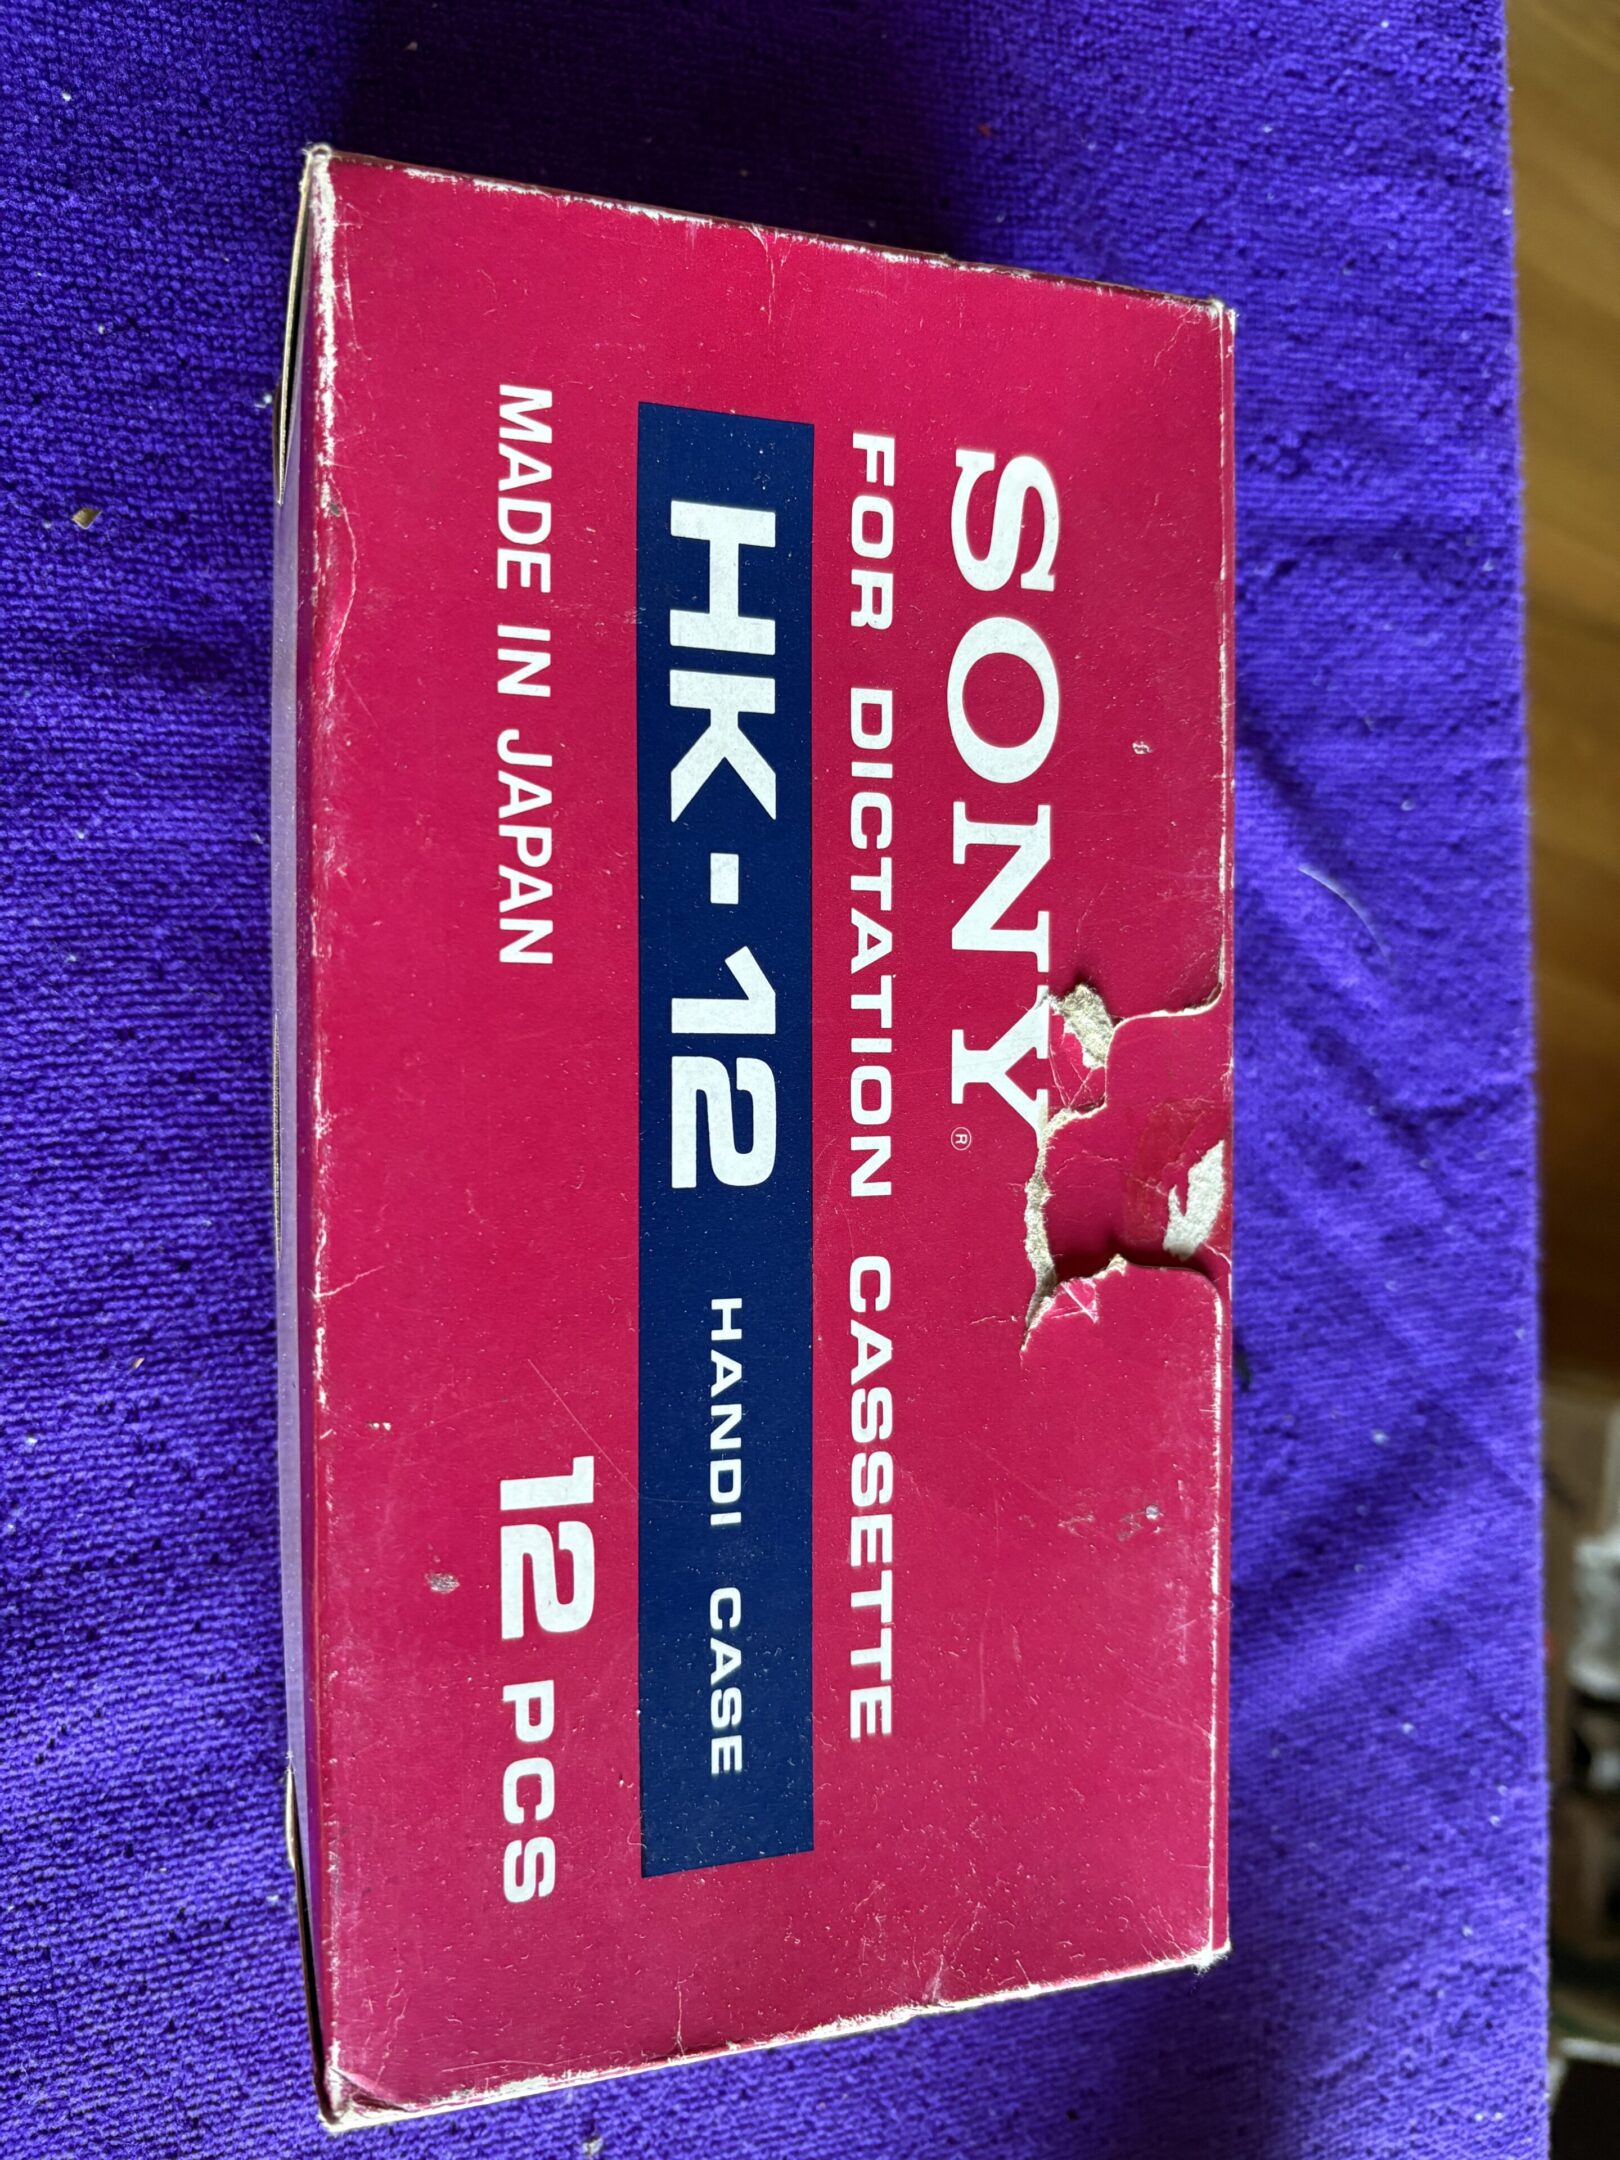 SONY®
FOR DICTATION CASSETTE
HK-12 HANDI CASE
MADE IN JAPAN 12 PCS